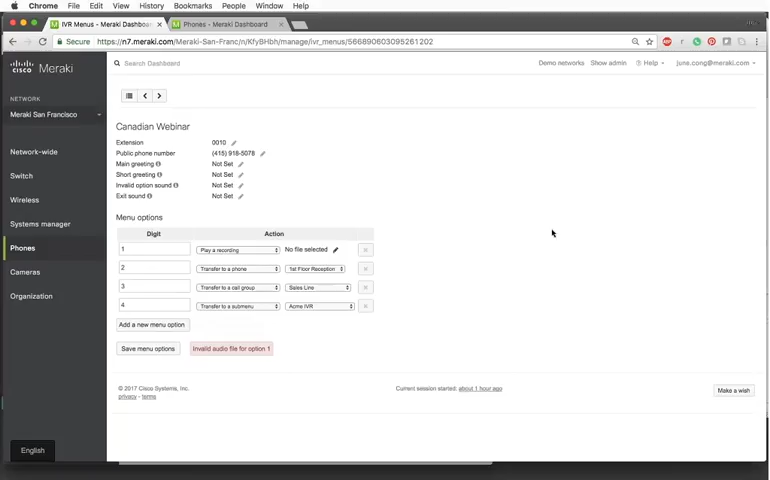 Chrome File Edit View History Bookmarks People Window Help
IVR Menus - Meraki Dashboar
Phones - Meraki Dashboard
Secure https://n7.meraki.com/Meraki-San-Franc/n/KfyBHbh/manage/ivr_menus/566890603095261202
CISCO Meraki
Search Dashboard
Demo networks Show admin Help june.cong@meraki.com
NETWORK
Meraki San Francisco
Network-wide
Switch
Wireless
Systems manager
Phones
Cameras
Organization
English
Canadian Webinar
Extension 0010
Public phone number (415) 918-5078
Main greeting Not Set
Short greeting Not Set
Invalid option sound Not Set
Exit sound Not Set
Menu options
Digit Action
1 Play a recording No file selected
2 Transfer to a phone 1st Floor Reception
3 Transfer to a call group Sales Line
4 Transfer to a submenu Acme IVR
Add a new menu option
Save menu options Invalid audio file for option 1
© 2017 Cisco Systems, Inc.
privacy - terms
Current session started: about 1 hour ago
Make a wish